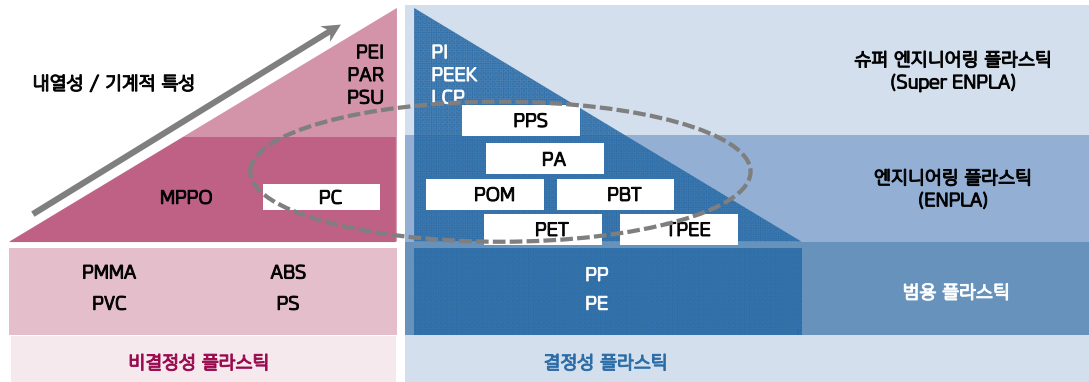 내열성 / 기계적 특성
PEI
PAR
PSU
PI
PEEK
LCP
슈퍼 엔지니어링 플라스틱
(Super ENPLA)
PPS
PA
MPPO
PC
POM
PBT
엔지니어링 플라스틱
(ENPLA)
PET
TPEE
PMMA
ABS
PVC
PS
PP
PE
범용 플라스틱
비결정성 플라스틱
결정성 플라스틱